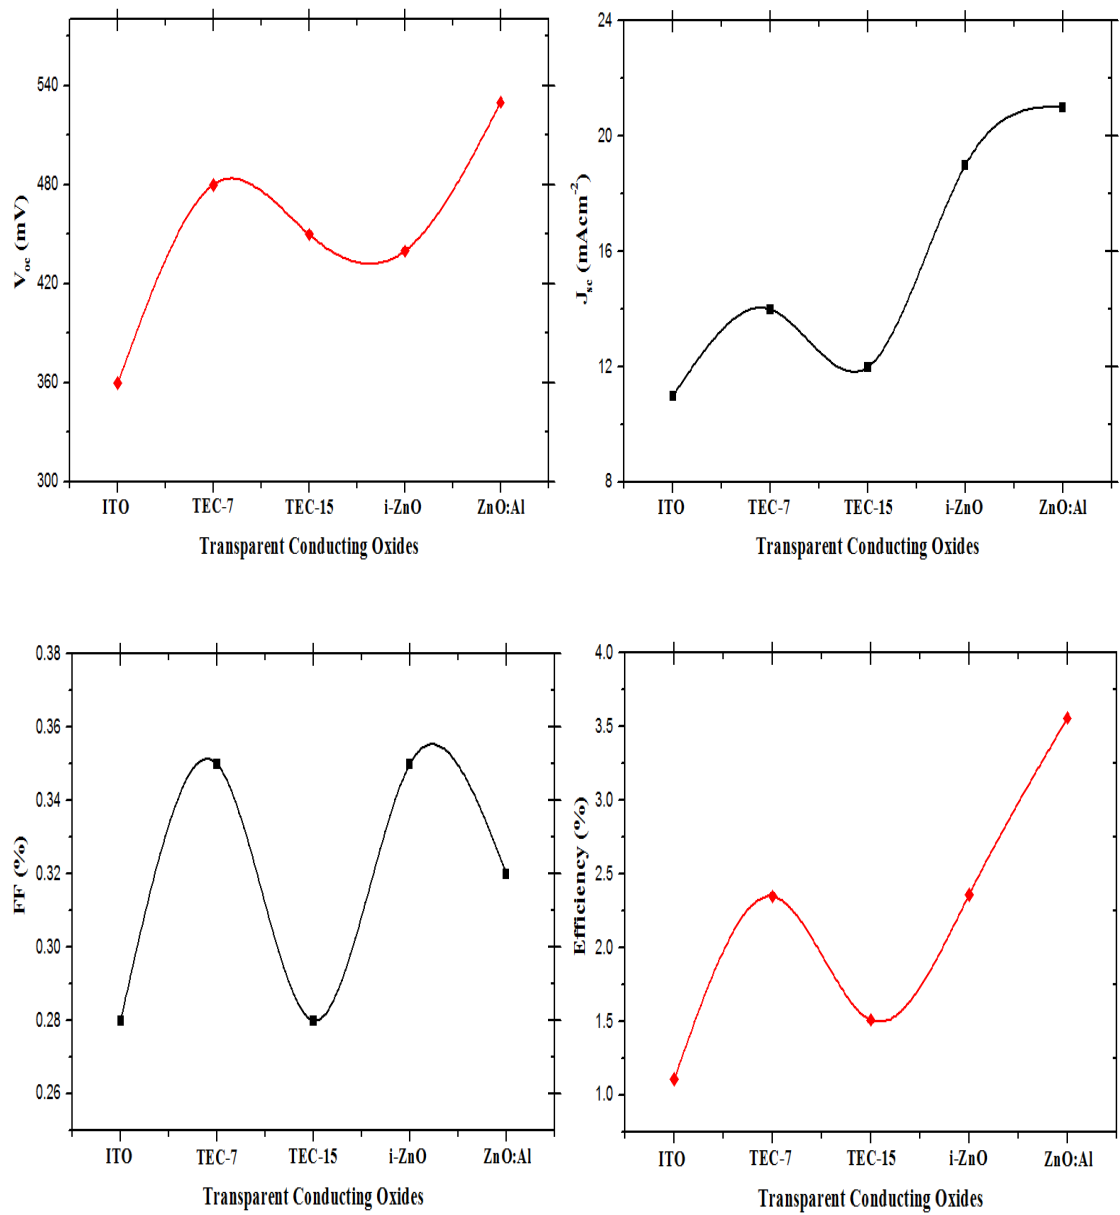 540
480
420
360
300
V_oc (mV)
ITO TEC-7 TEC-15 i-ZnO ZnO:Al
Transparent Conducting Oxides
24
20
16
12
8
J_sc (mAcm⁻²)
ITO TEC-7 TEC-15 i-ZnO ZnO:Al
Transparent Conducting Oxides
0.38
0.36
0.34
0.32
0.30
0.28
0.26
FF (%)
ITO TEC-7 TEC-15 i-ZnO ZnO:Al
Transparent Conducting Oxides
4.0
3.5
3.0
2.5
2.0
1.5
1.0
Efficiency (%)
ITO TEC-7 TEC-15 i-ZnO ZnO:Al
Transparent Conducting Oxides